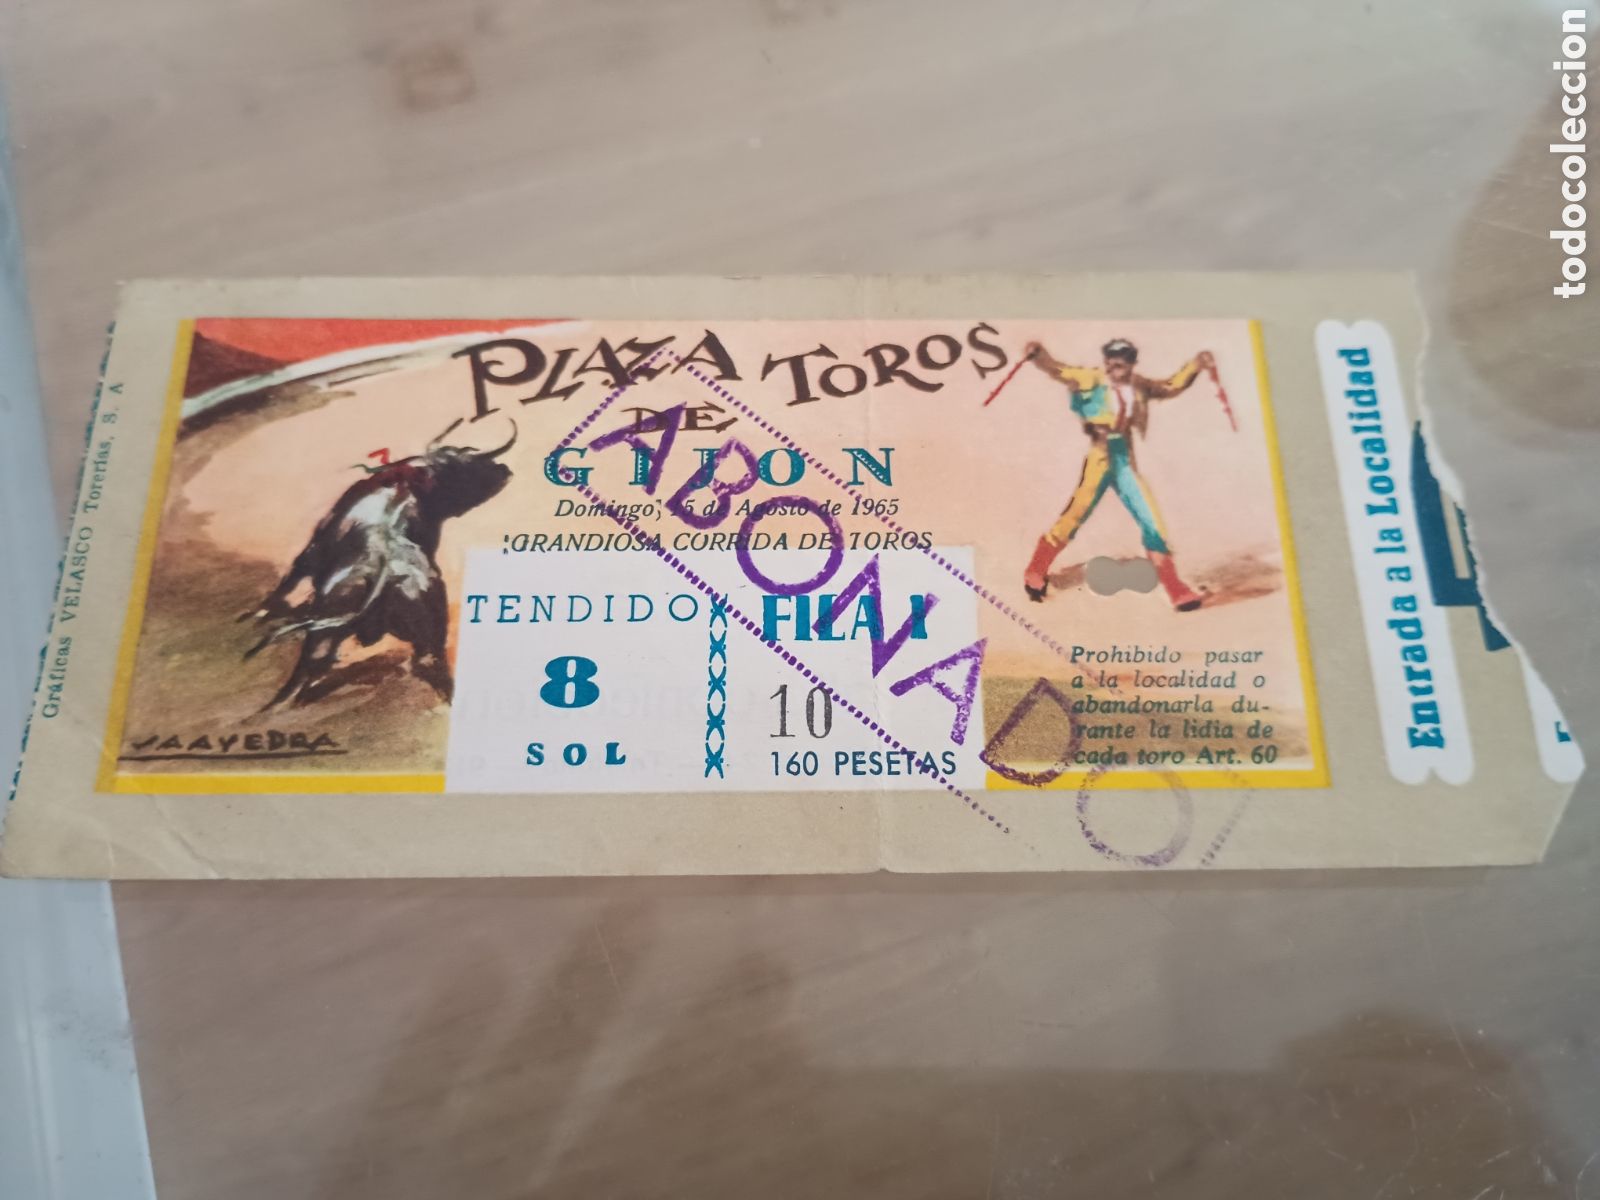 PLAZA
DE
TOROS
GIJON
Domingo, 15 de Agosto de 1965
¡GRANDIOSA CORRIDA DE TOROS
TENDIDO
8
SOL
FILA 1
10
160 PESETAS
ABONADO
Prohibido pasar
a la localidad o
abandonarla du-
rante la lidia de
cada toro Art. 60
SAAVEDRA
Gráficas VELASCO Torerías, S. A
Entrada a la Localidad
todocoleccion